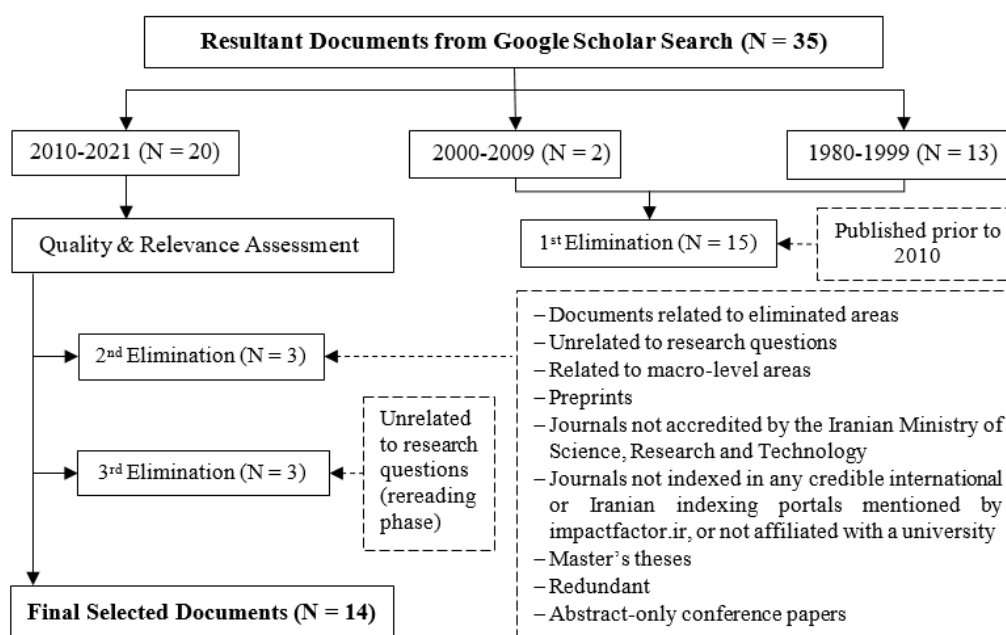 Resultant Documents from Google Scholar Search (N = 35)
2010-2021 (N = 20)
2000-2009 (N = 2)
1980-1999 (N = 13)
Quality & Relevance Assessment
1st Elimination (N = 15)
Published prior to
2010
2nd Elimination (N = 3)
– Documents related to eliminated areas
– Unrelated to research questions
– Related to macro-level areas
– Preprints
– Journals not accredited by the Iranian Ministry of
Science, Research and Technology
– Journals not indexed in any credible international
or Iranian indexing portals mentioned by
impactfactor.ir, or not affiliated with a university
– Master's theses
– Redundant
– Abstract-only conference papers
3rd Elimination (N = 3)
Unrelated
to research
questions
(rereading
phase)
Final Selected Documents (N = 14)